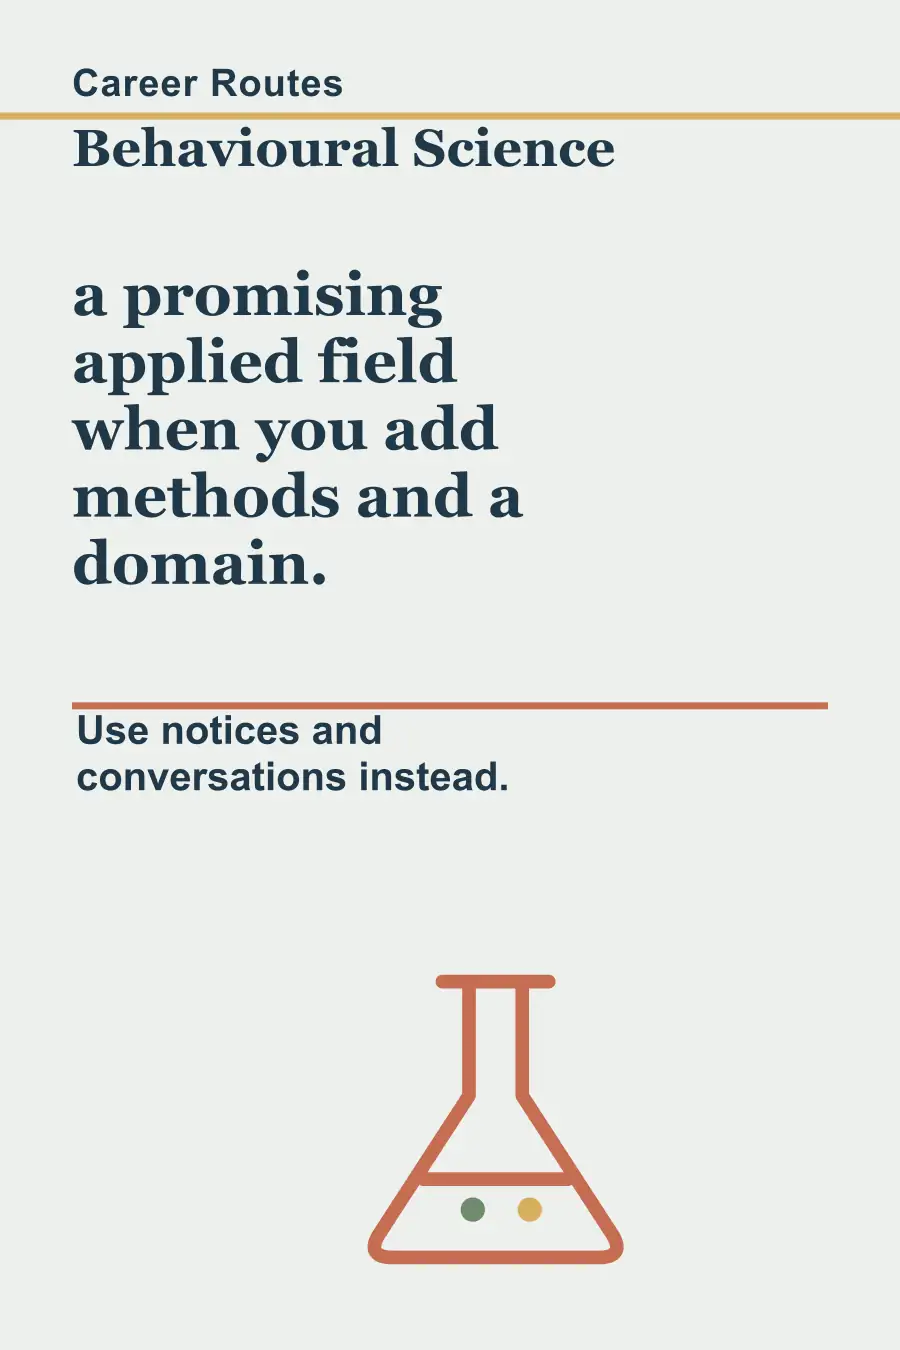 Career Routes
Behavioural Science
a promising
applied field
when you add
methods and a
domain.
Use notices and
conversations instead.